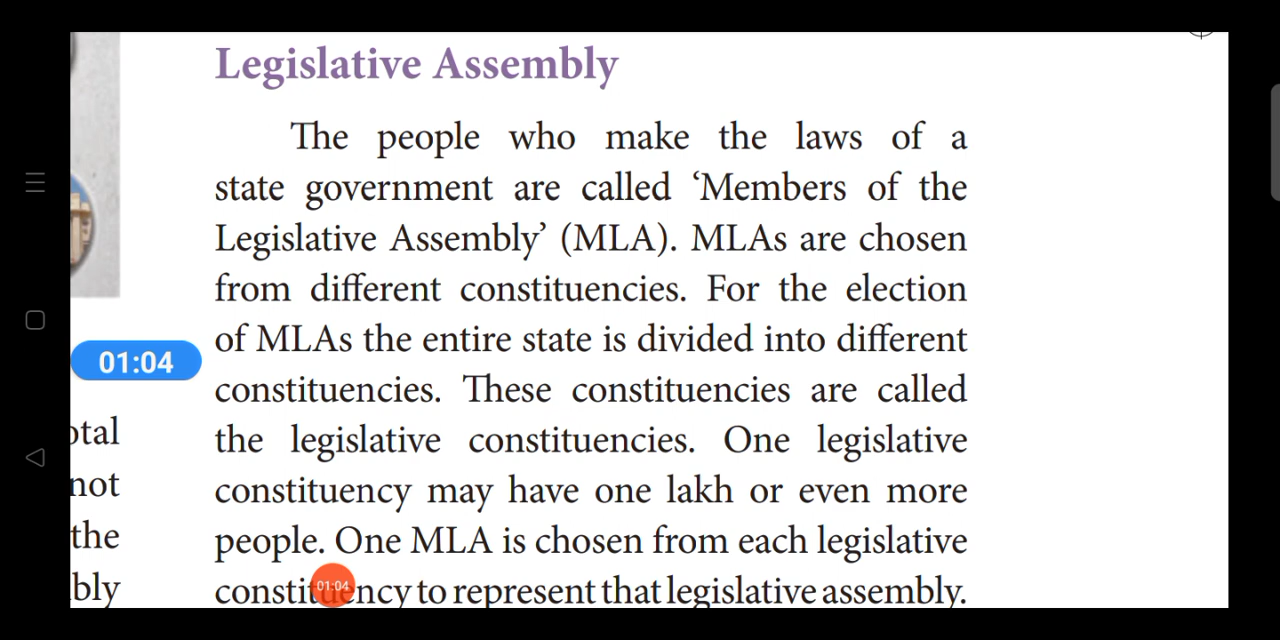 Legislative Assembly
The people who make the laws of a
state government are called ‘Members of the
Legislative Assembly’ (MLA). MLAs are chosen
from different constituencies. For the election
of MLAs the entire state is divided into different
01:04
constituencies. These constituencies are called
the legislative constituencies. One legislative
constituency may have one lakh or even more
people. One MLA is chosen from each legislative
constituency to represent that legislative assembly.
01:04
otal
not
the
bly